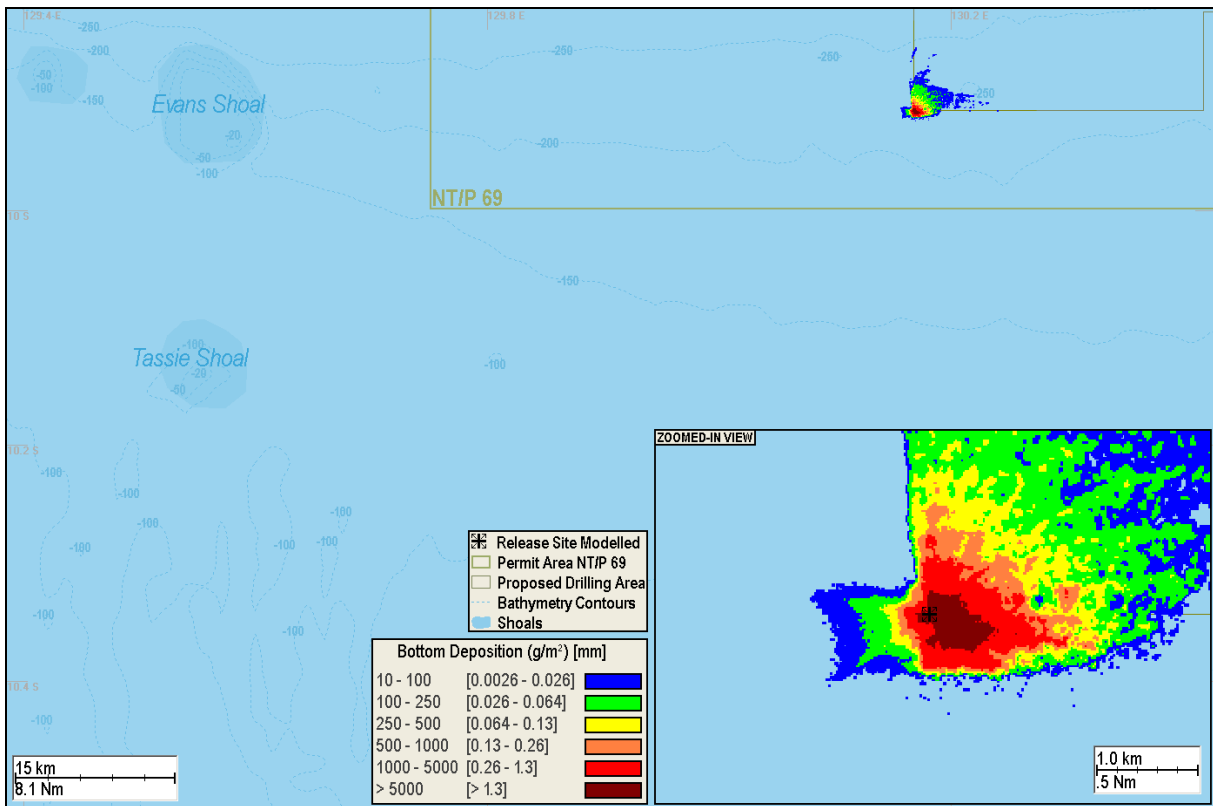 129.4 E
129.8 E
130.2 E
-250
-200
-250
-250
-50
-100
-150
250
Evans Shoal
-20
-50
-100
-200
NT/P 69
10 S
-150
-100
Tassie Shoal
-20
-50
-100
ZOOMED-IN VIEW
10.2 S
-100
-100
-100
-100
-100
-100
-100
-100
-100
-100
Release Site Modelled
Permit Area NT/P 69
Proposed Drilling Area
Bathymetry Contours
Shoals
Bottom Deposition (g/m²) [mm]
10 - 100 [0.0026 - 0.026]
100 - 250 [0.026 - 0.064]
250 - 500 [0.064 - 0.13]
500 - 1000 [0.13 - 0.26]
1000 - 5000 [0.26 - 1.3]
> 5000 [> 1.3]
10.4 S
-100
15 km
8.1 Nm
1.0 km
.5 Nm